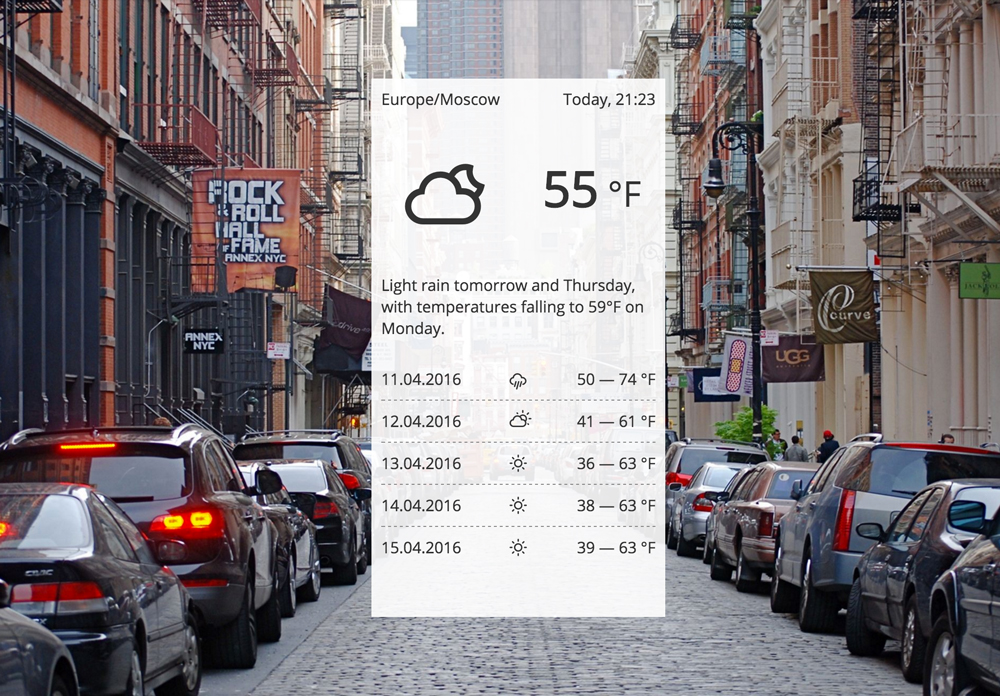 Europe/Moscow
Today, 21:23
55 °F
Light rain tomorrow and Thursday,
with temperatures falling to 59°F on
Monday.
11.04.2016
50 — 74 °F
12.04.2016
41 — 61 °F
13.04.2016
36 — 63 °F
14.04.2016
38 — 63 °F
15.04.2016
39 — 63 °F
ROCK
& ROLL
HALL
OF FAME
ANNEX NYC
ANNEX
NYC
Curve
UGG
CIVIC